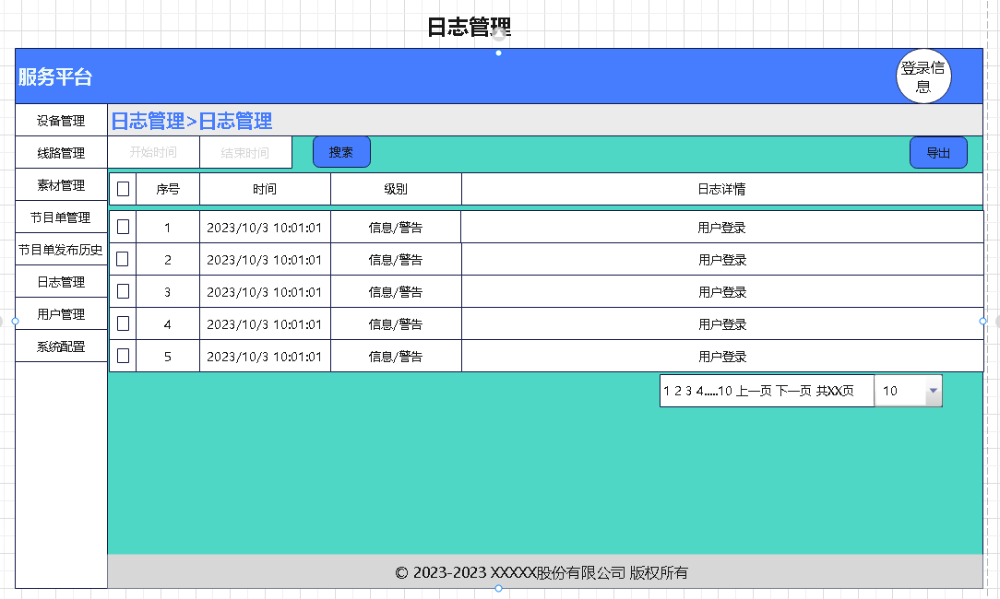 日志管理
服务平台
登录信息
设备管理
线路管理
素材管理
节目单管理
节目单发布历史
日志管理
用户管理
系统配置
日志管理>日志管理
开始时间 结束时间 搜索 导出
序号 时间 级别 日志详情
1 2023/10/3 10:01:01 信息/警告 用户登录
2 2023/10/3 10:01:01 信息/警告 用户登录
3 2023/10/3 10:01:01 信息/警告 用户登录
4 2023/10/3 10:01:01 信息/警告 用户登录
5 2023/10/3 10:01:01 信息/警告 用户登录
1 2 3 4.....10 上一页 下一页 共XX页 10
© 2023-2023 XXXXX股份有限公司 版权所有